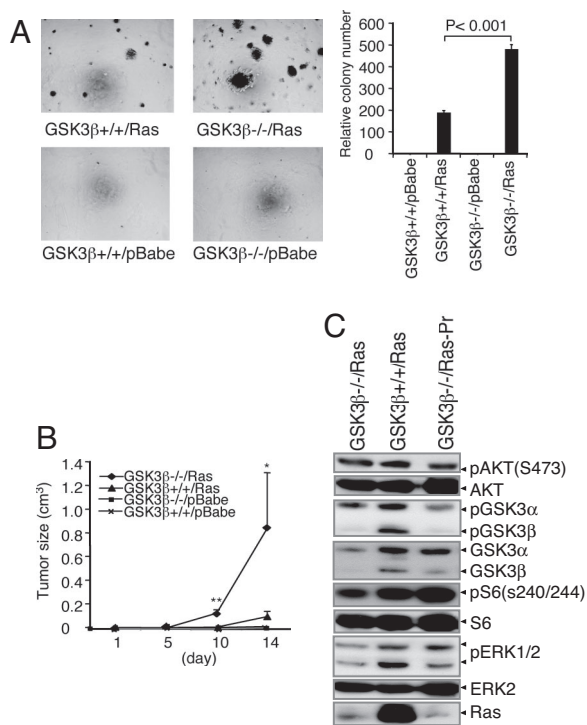 A
GSK3β+/+/Ras
GSK3β-/-/Ras
GSK3β+/+/pBabe
GSK3β-/-/pBabe
Relative colony number
600
500
400
300
200
100
0
P< 0.001
GSK3β+/+/pBabe
GSK3β+/+/Ras
GSK3β-/-/pBabe
GSK3β-/-/Ras
B
Tumor size (cm3)
1.4
1.2
1.0
0.8
0.6
0.4
0.2
0
GSK3β-/-/Ras
GSK3β+/+/Ras
GSK3β-/-/pBabe
GSK3β+/+/pBabe
**
*
1 5 10 14
(day)
C
GSK3β-/-/Ras
GSK3β+/+/Ras
GSK3β-/-/Ras-Pr
pAKT(S473)
AKT
pGSK3α
pGSK3β
GSK3α
GSK3β
pS6(s240/244)
S6
pERK1/2
ERK2
Ras